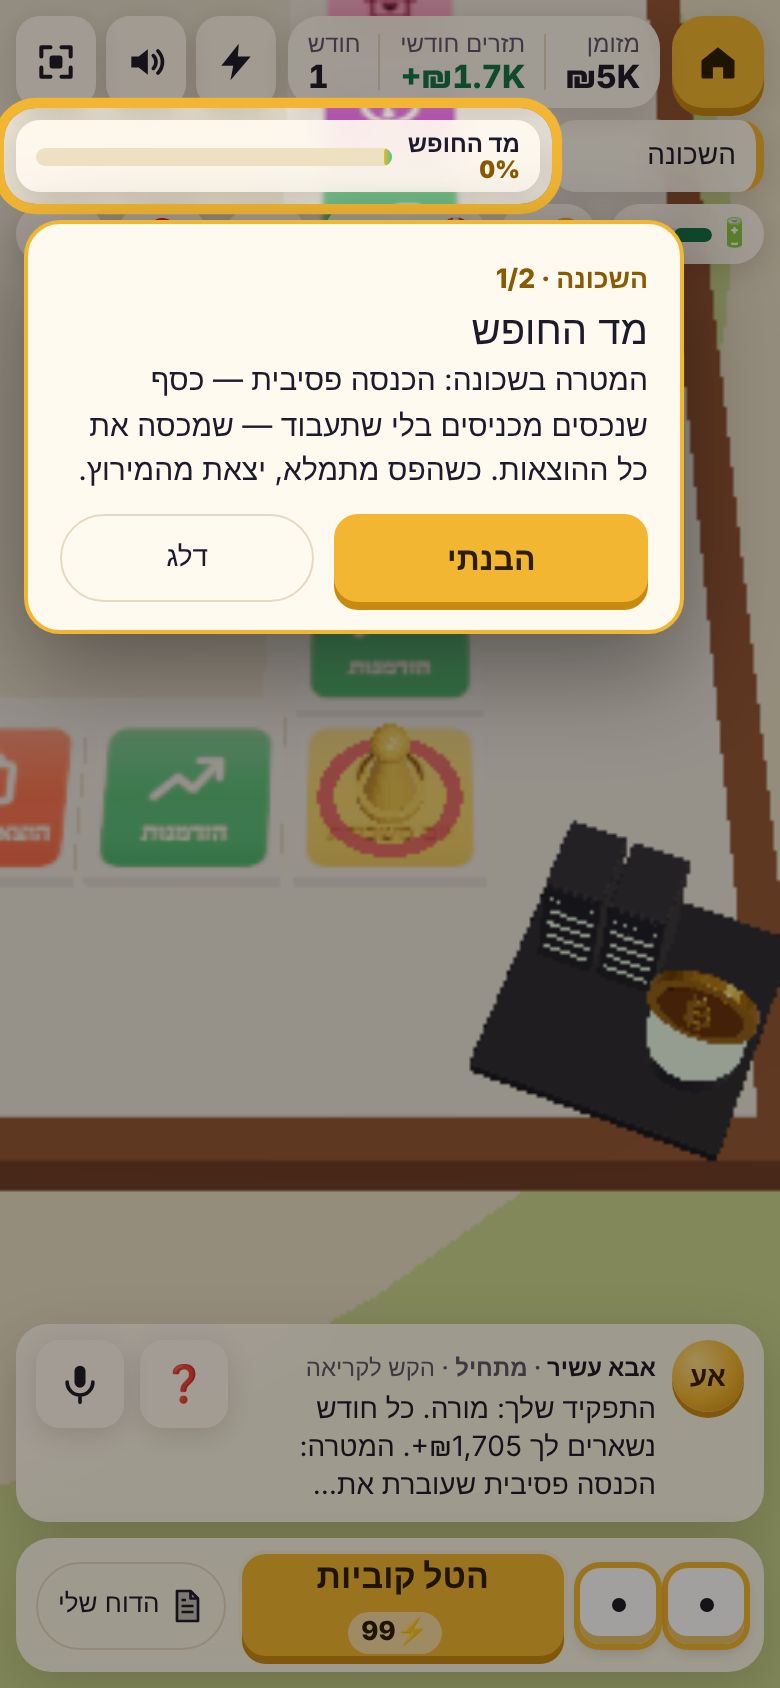 מזומן
₪5K
תזרים חודשי
+₪1.7K
חודש
1
השכונה
מד החופש
0%
השכונה · 1/2
מד החופש
המטרה בשכונה: הכנסה פסיבית — כסף
שנכסים מכניסים בלי שתעבוד — שמכסה את
כל ההוצאות. כשהפס מתמלא, יצאת מהמירוץ.
הבנתי
דלג
הזדמנות
הזדמנות
אע
אבא עשיר · מתחיל · הקש לקריאה
התפקיד שלך: מורה. כל חודש
נשארים לך ₪1,705+. המטרה:
הכנסה פסיבית שעוברת את...
❓
הטל קוביות
99⚡
הדוח שלי